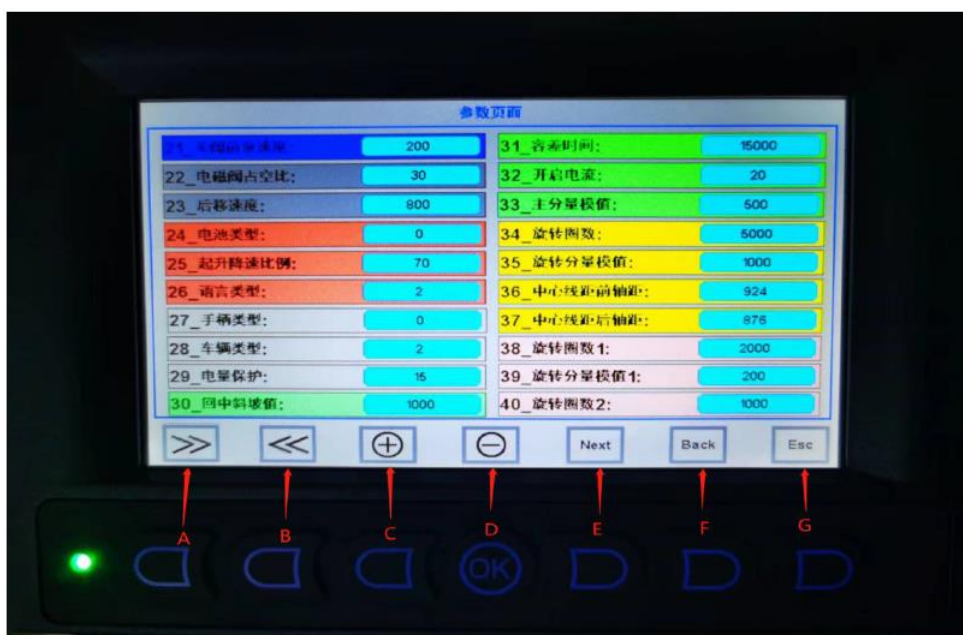 参数页面
21_泵阀前景速度: 200
22_电磁阀占空比: 30
23_后移速度: 800
24_电池类型: 0
25_起升降速比例: 70
26_语言类型: 2
27_手柄类型: 0
28_车辆类型: 2
29_电量保护: 15
30_回中斜坡值: 1000
31_容差时间: 15000
32_开启电流: 20
33_主分量模值: 500
34_旋转圈数: 5000
35_旋转分量模值: 1000
36_中心线距前轴距: 924
37_中心线距后轴距: 876
38_旋转圈数1: 2000
39_旋转分量模值1: 200
40_旋转圈数2: 1000
>> << + − Next Back Esc
A B C D E F G
OK